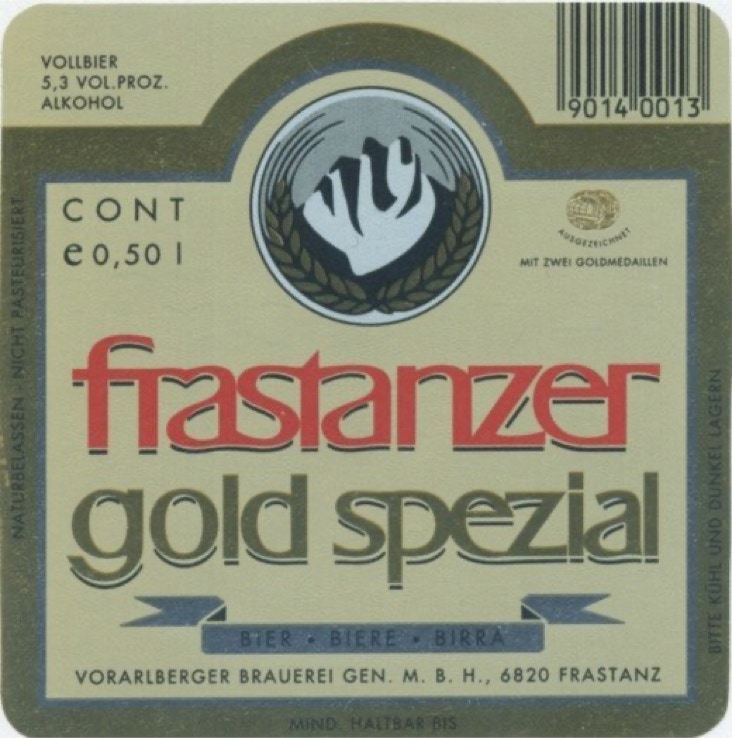 VOLLBIER
5,3 VOL.PROZ.
ALKOHOL
9014 0013
CONT
e 0,50 l
AUSGEZEICHNET
MIT ZWEI GOLDMEDAILLEN
NATURBELASSEN - NICHT PASTEURISIERT
frastanzer
gold spezial
BIER • BIERE • BIRRA
VORARLBERGER BRAUEREI GEN. M. B. H., 6820 FRASTANZ
BITTE KÜHL UND DUNKEL LAGERN
MIND. HALTBAR BIS